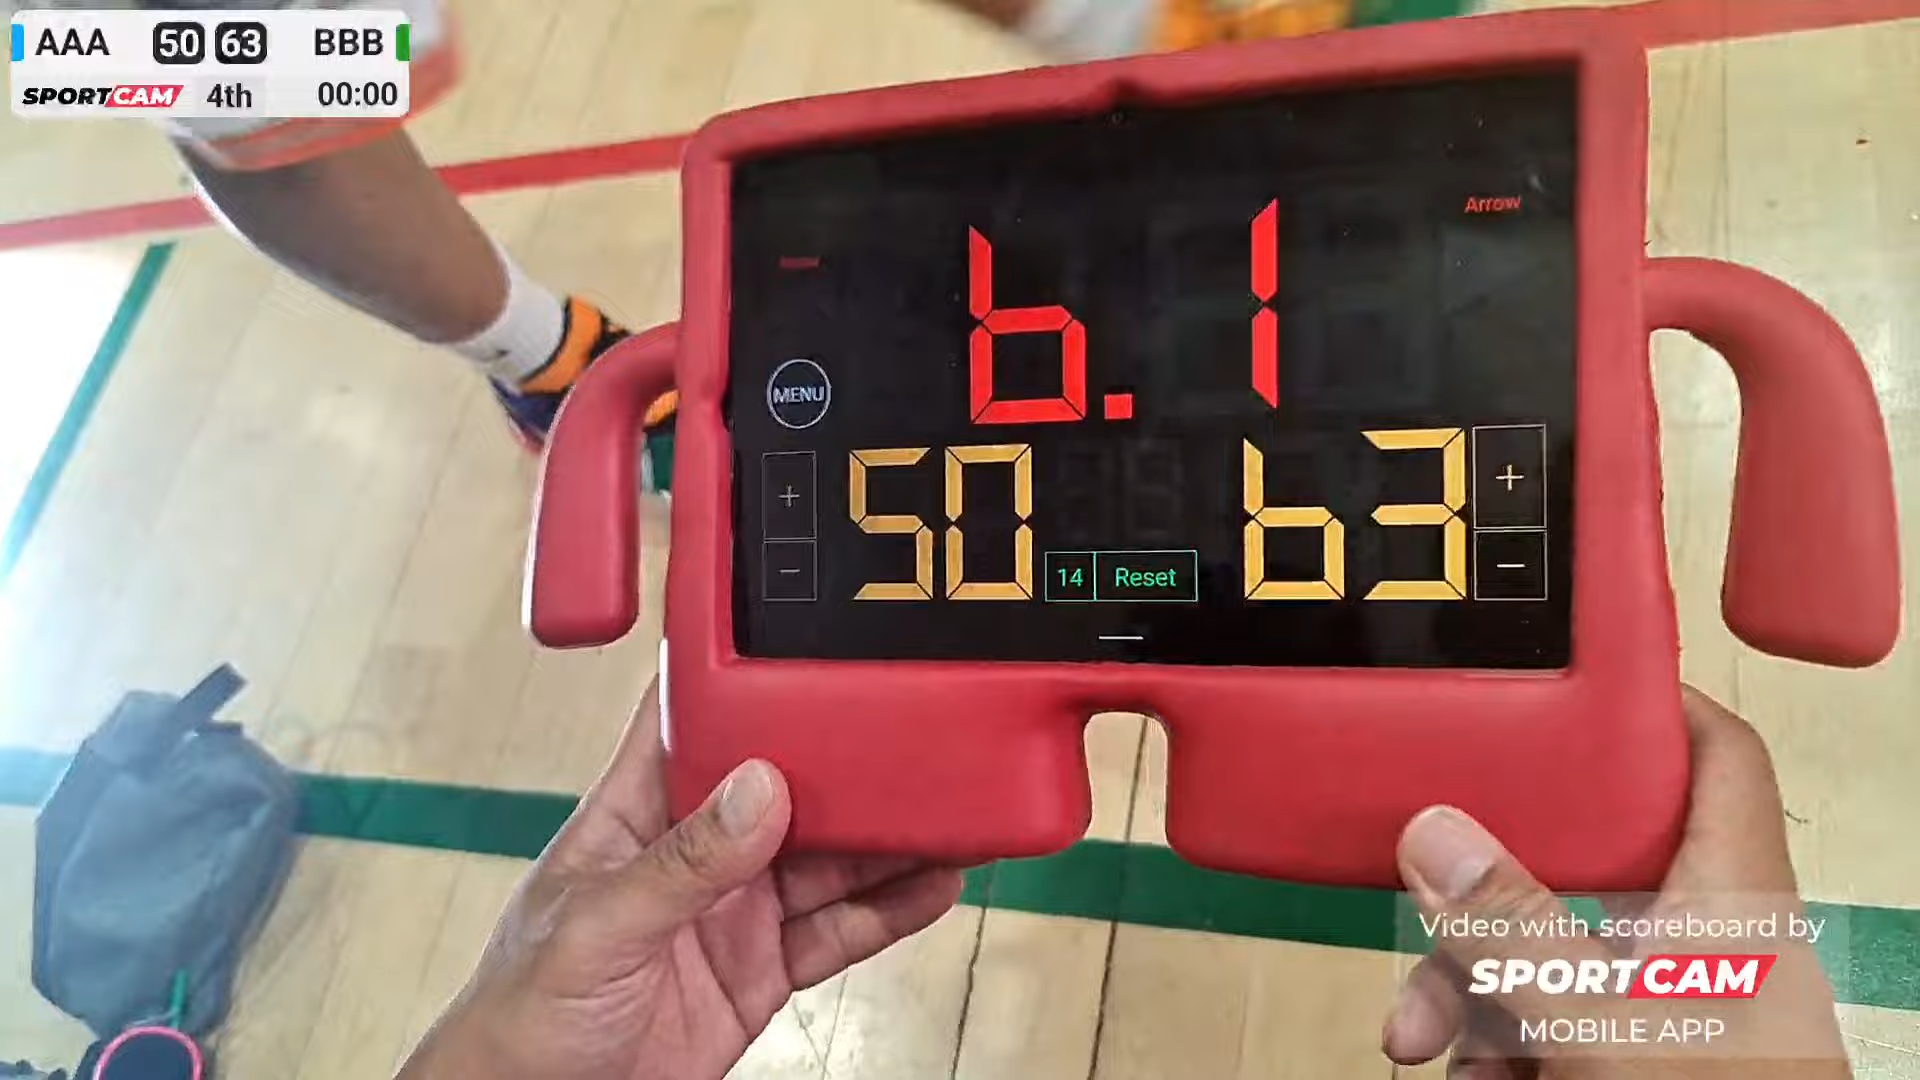 AAA 50 63 BBB
SPORTCAM 4th 00:00
Arrow
6.1
MENU
+ 50 63 +
- 14 Reset -
Video with scoreboard by
SPORTCAM
MOBILE APP